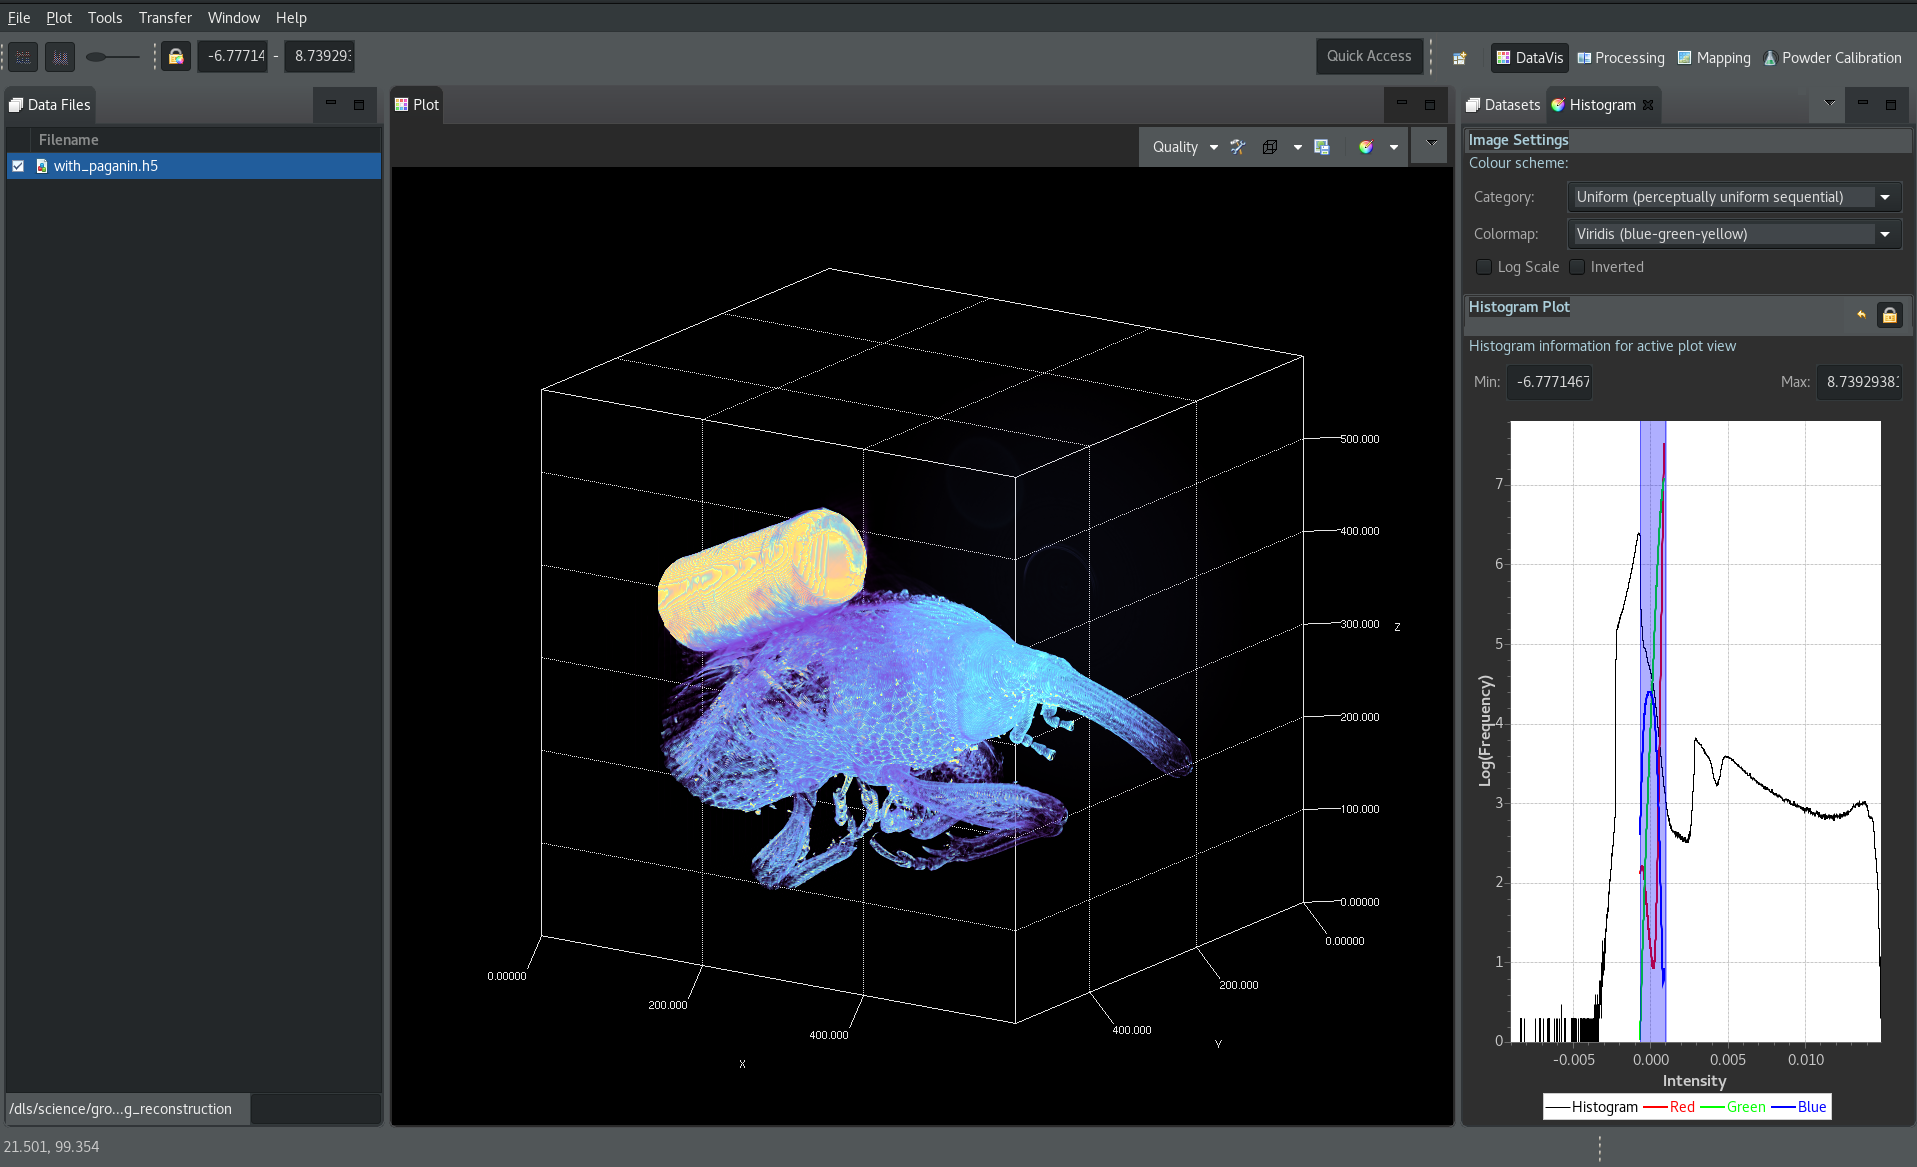 File Plot Tools Transfer Window Help
-6.77714 - 8.739293
Quick Access
DataVis Processing Mapping Powder Calibration
Data Files
Filename
with_paganin.h5
/dls/science/gro...g_reconstruction
21.501, 99.354
Plot
Quality
500.000
400.000
300.000
Z
200.000
100.000
0.00000
0.00000
200.000
400.000
Y
0.00000
200.000
400.000
X
Datasets Histogram
Image Settings
Colour scheme:
Category: Uniform (perceptually uniform sequential)
Colormap: Viridis (blue-green-yellow)
Log Scale Inverted
Histogram Plot
Histogram information for active plot view
Min: -6.7771467 Max: 8.7392938
Log(Frequency)
7
6
5
4
3
2
1
0
-0.005 0.000 0.005 0.010
Intensity
Histogram Red Green Blue